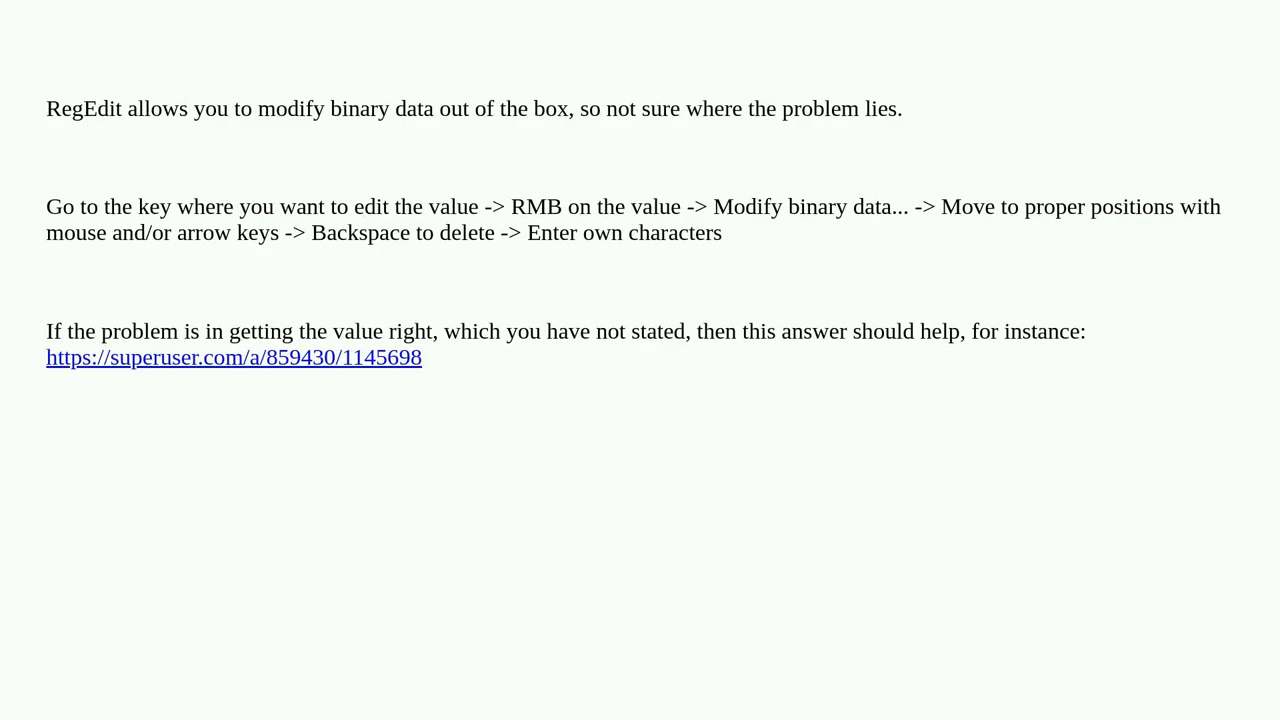 RegEdit allows you to modify binary data out of the box, so not sure where the problem lies.
Go to the key where you want to edit the value -> RMB on the value -> Modify binary data... -> Move to proper positions with
mouse and/or arrow keys -> Backspace to delete -> Enter own characters
If the problem is in getting the value right, which you have not stated, then this answer should help, for instance:
https://superuser.com/a/859430/1145698